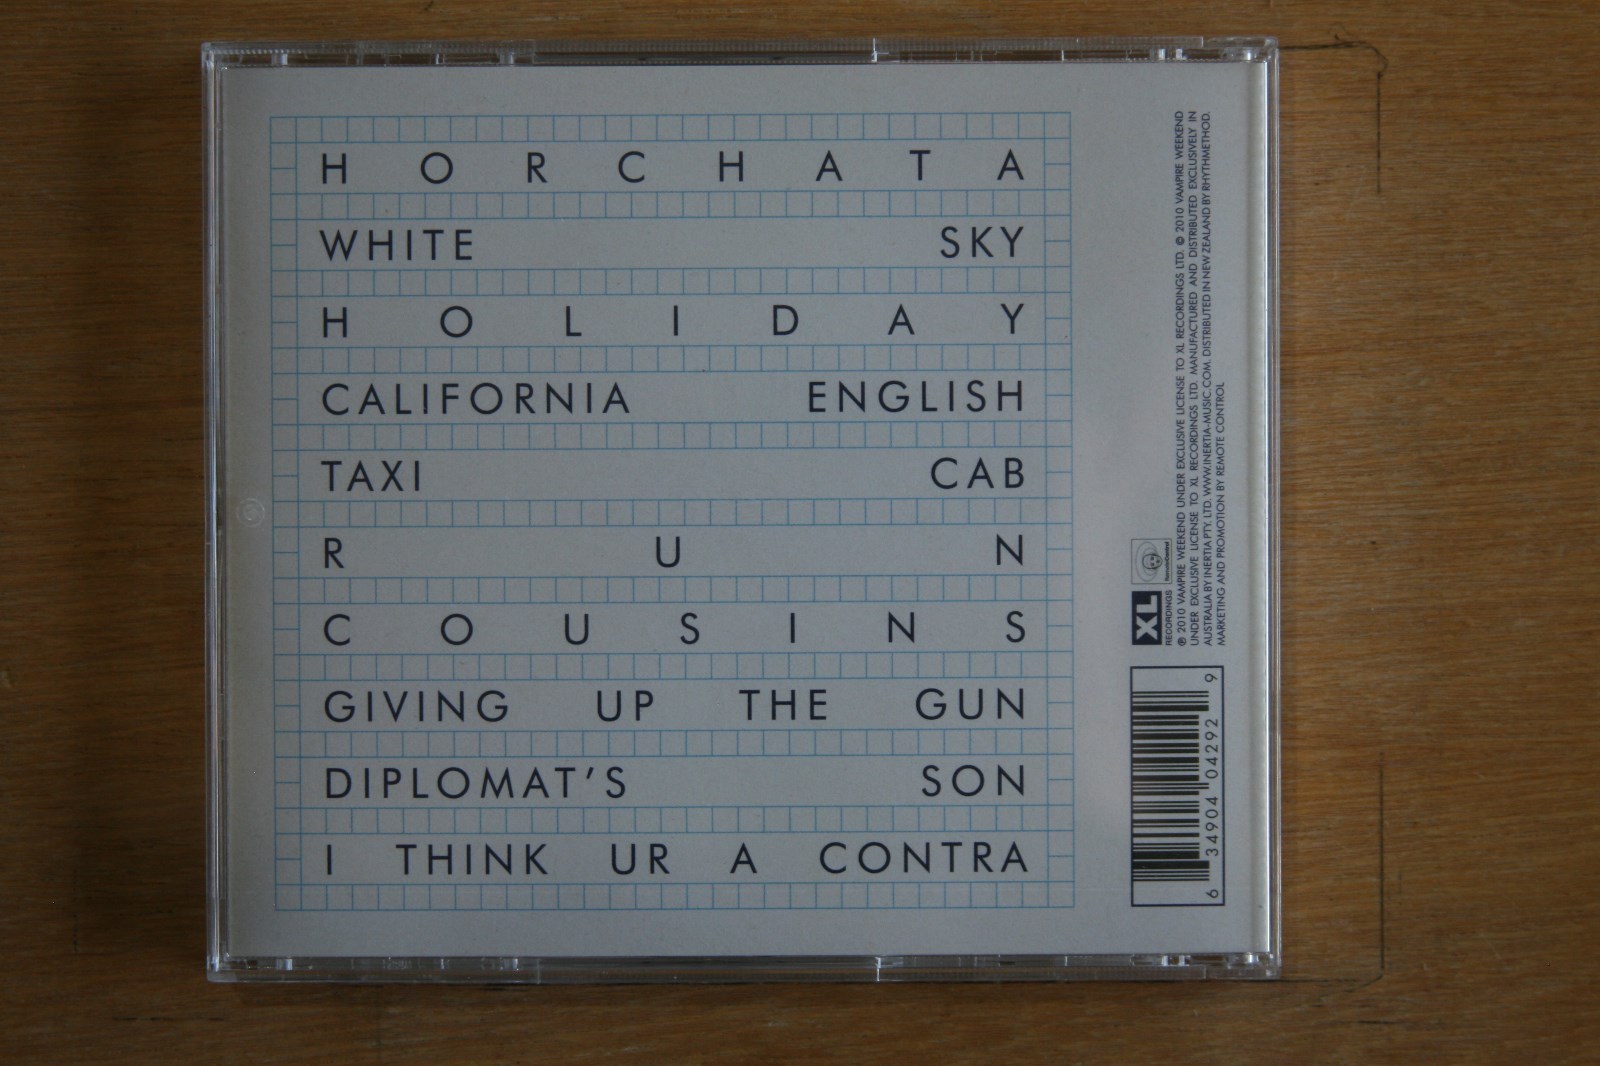 HORCHATA
WHITE SKY
HOLIDAY
CALIFORNIA ENGLISH
TAXI CAB
RUN
COUSINS
GIVING UP THE GUN
DIPLOMAT'S SON
I THINK UR A CONTRA
℗ 2010 VAMPIRE WEEKEND UNDER EXCLUSIVE LICENSE TO XL RECORDINGS LTD. © 2010 VAMPIRE WEEKEND
UNDER EXCLUSIVE LICENSE TO XL RECORDINGS LTD. MANUFACTURED AND DISTRIBUTED EXCLUSIVELY IN
AUSTRALIA BY INERTIA PTY. LTD. WWW.INERTIA-MUSIC.COM. DISTRIBUTED IN NEW ZEALAND BY RHYTHMETHOD.
MARKETING AND PROMOTION BY REMOTE CONTROL
XL
RECORDINGS
6 34904 04292 9